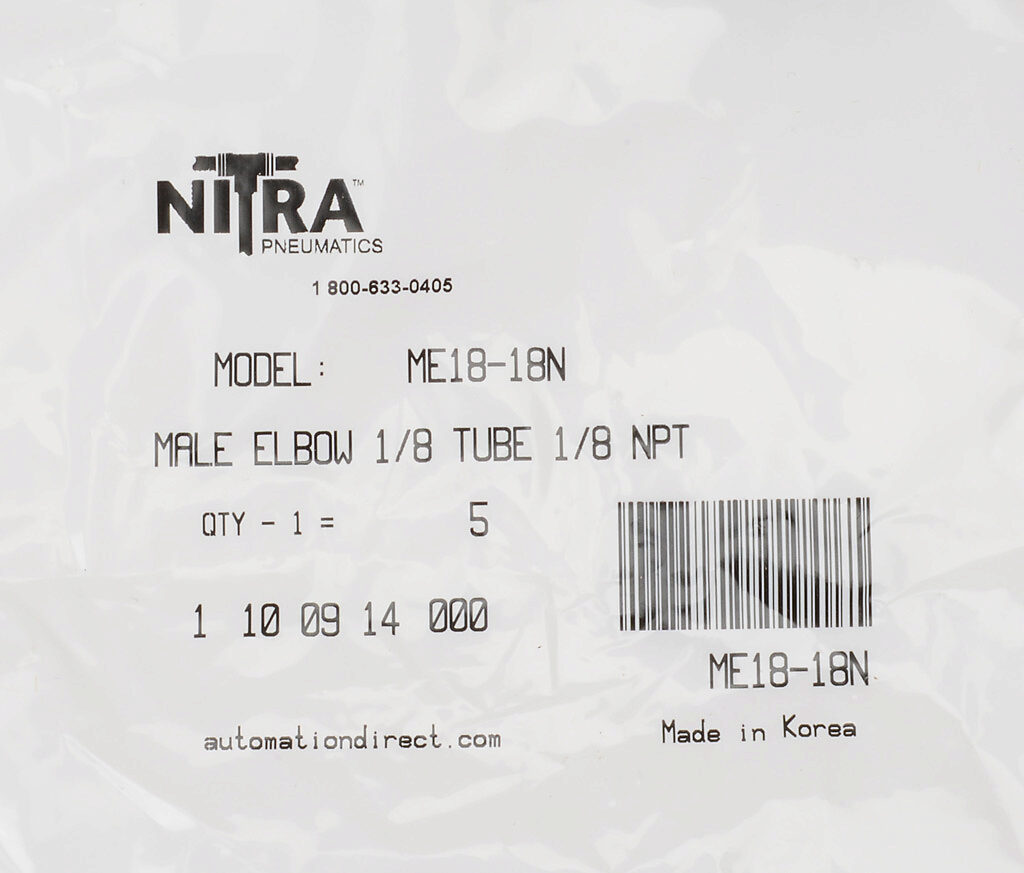 NITRA™
PNEUMATICS
1 800-633-0405
MODEL: ME18-18N
MALE ELBOW 1/8 TUBE 1/8 NPT
QTY - 1 = 5
1 10 09 14 000
ME18-18N
automationdirect.com
Made in Korea